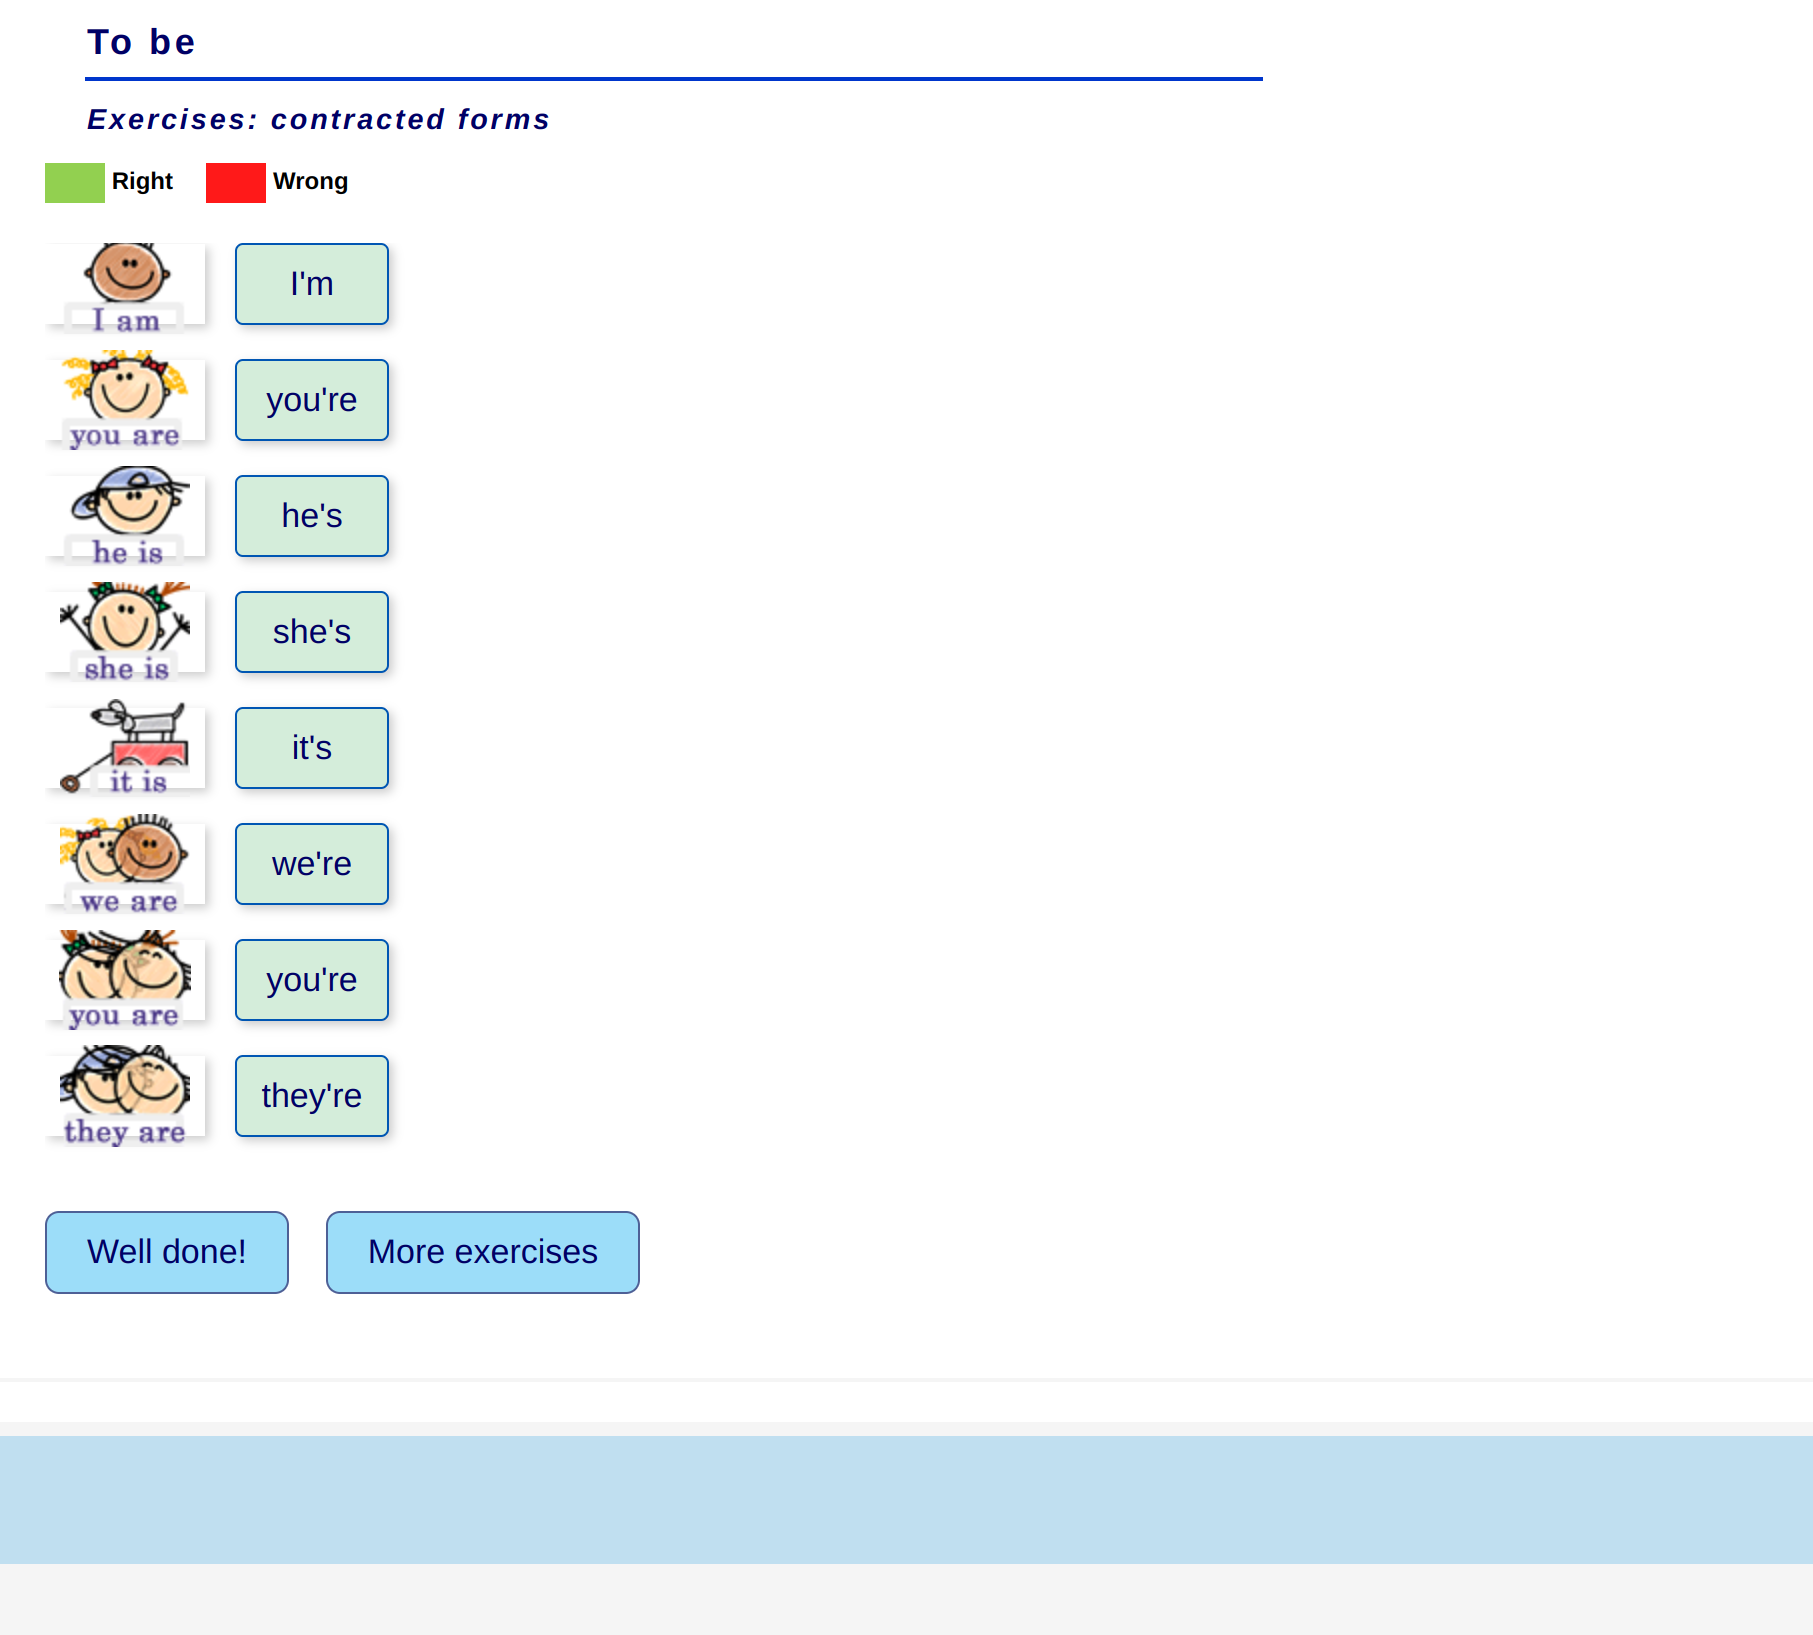 To be
Exercises: contracted forms
Right Wrong
I am I'm
you are you're
he is he's
she is she's
it is it's
we are we're
you are you're
they are they're
Well done! More exercises